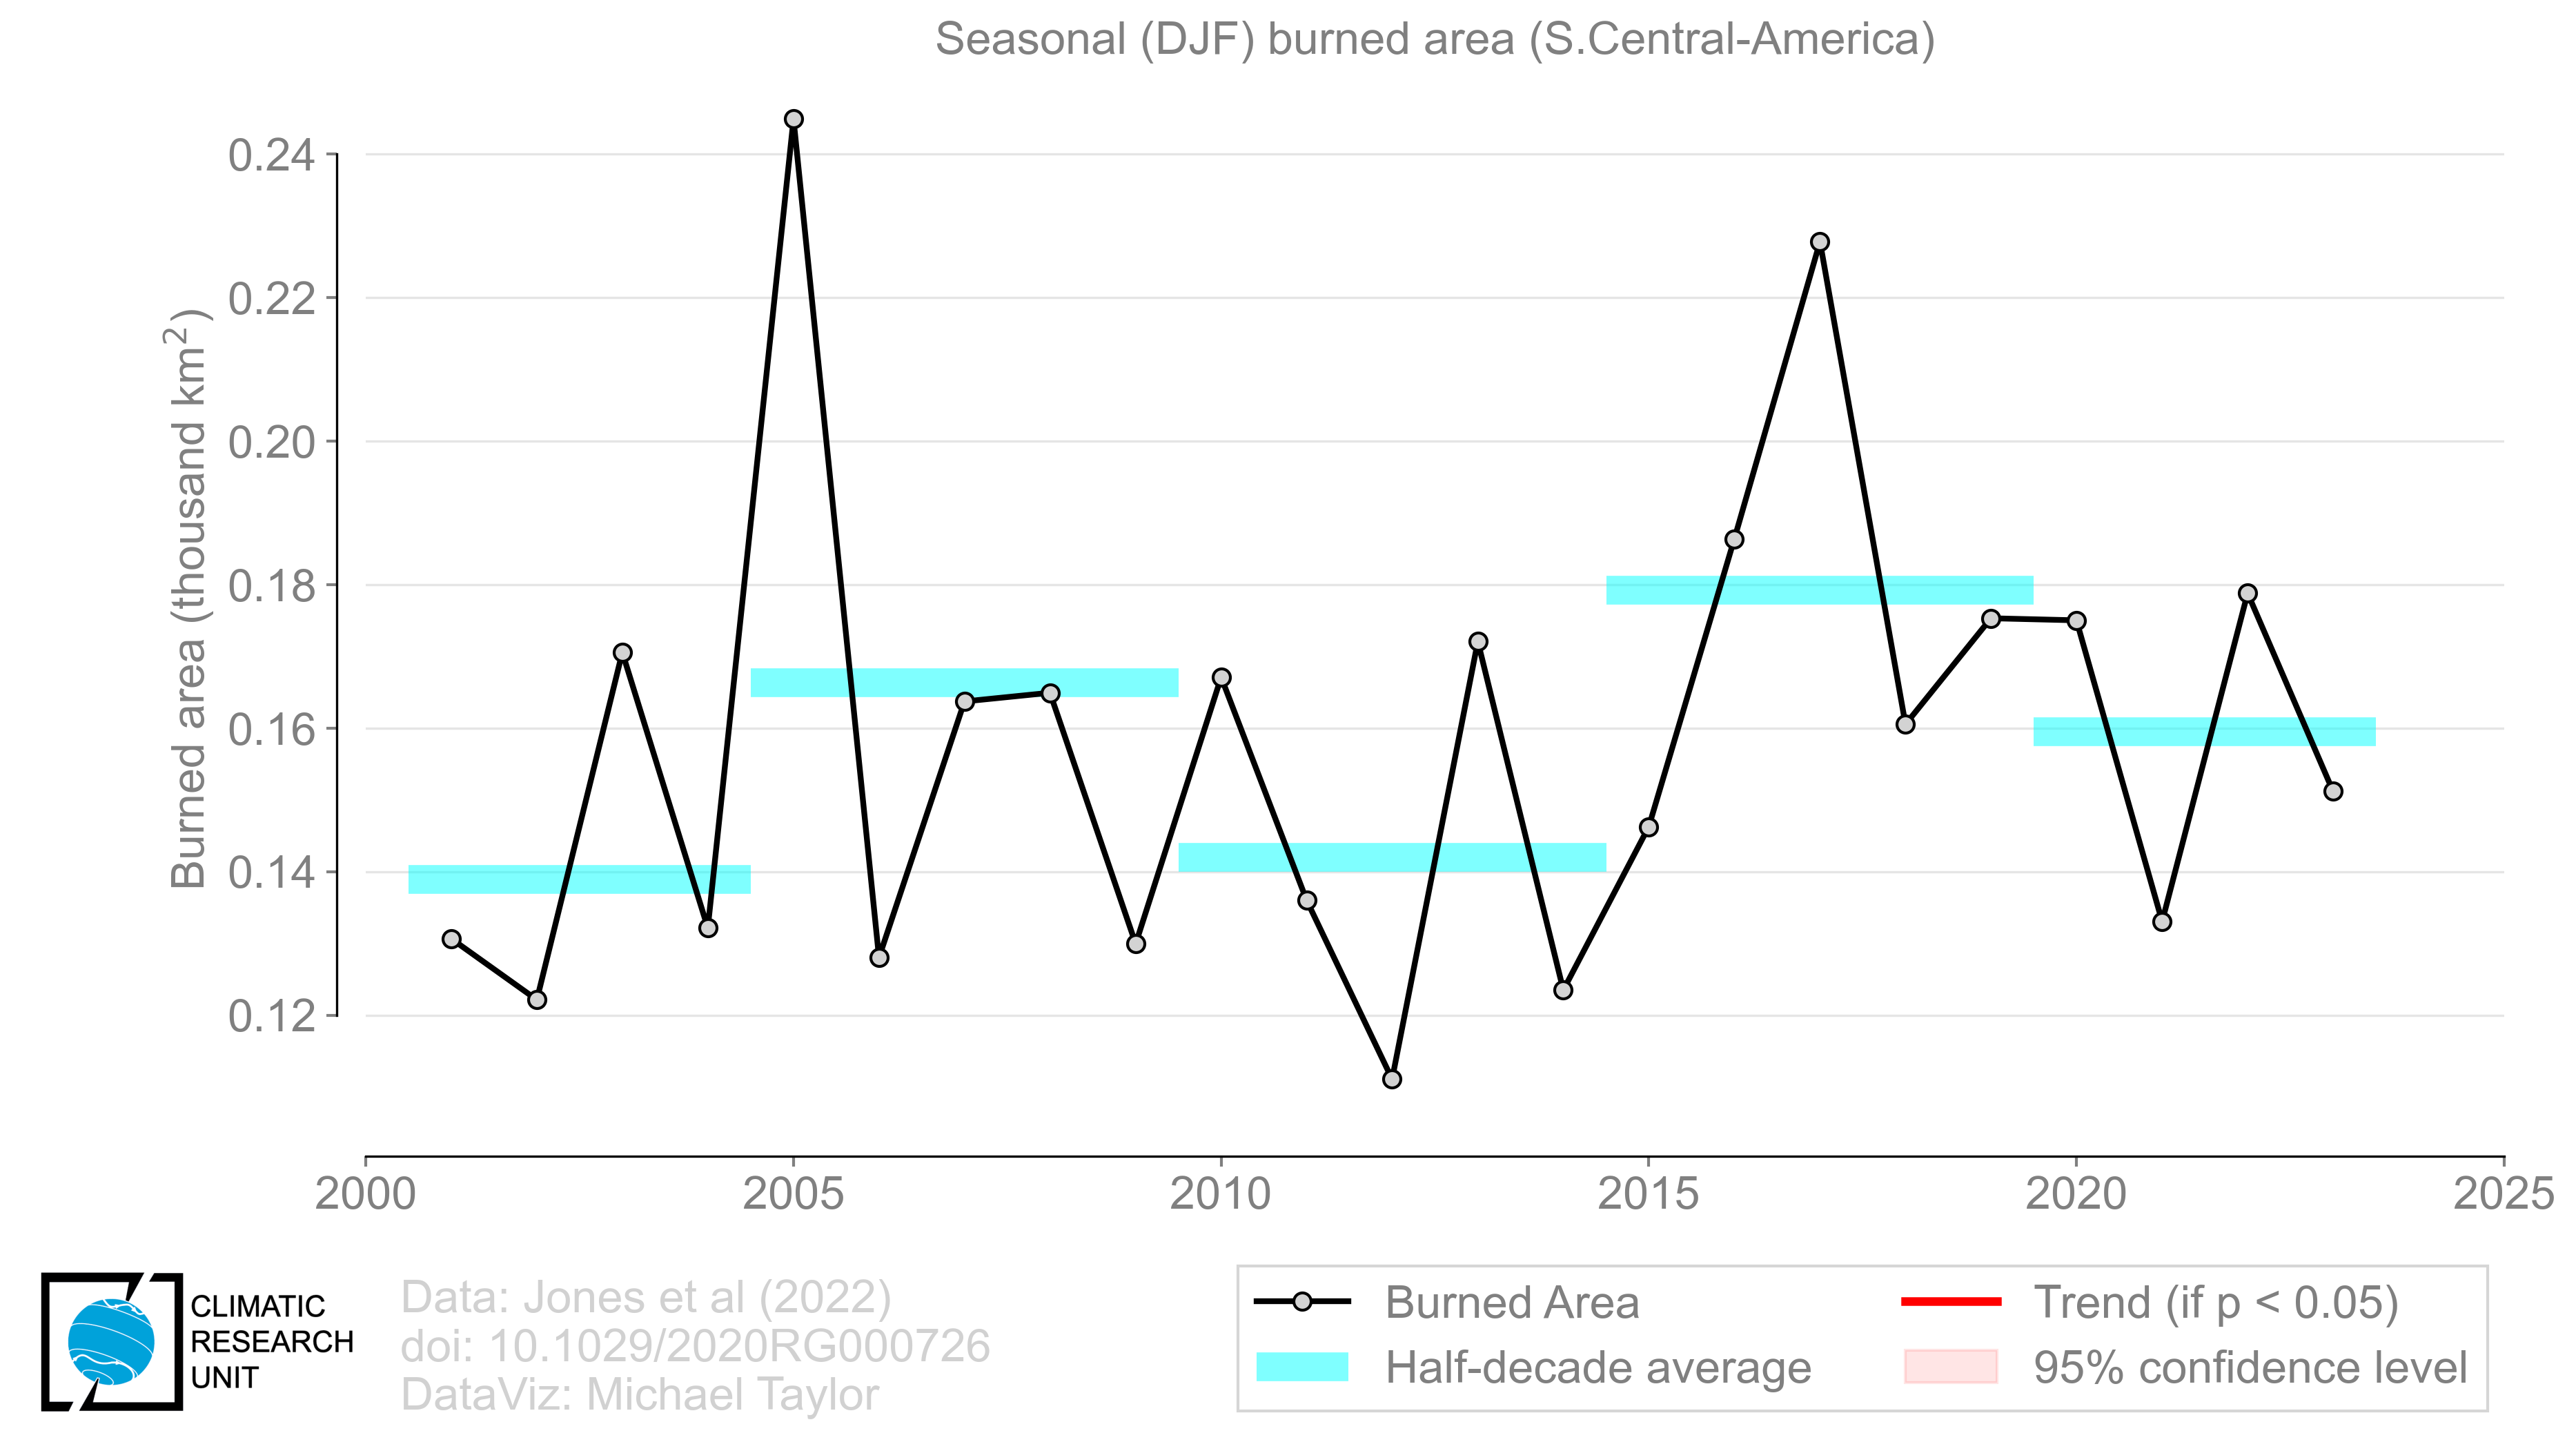 Seasonal (DJF) burned area (S.Central-America)
Burned area (thousand km²)
0.24
0.22
0.20
0.18
0.16
0.14
0.12
2000 2005 2010 2015 2020 2025
CLIMATIC
RESEARCH
UNIT
Data: Jones et al (2022)
doi: 10.1029/2020RG000726
DataViz: Michael Taylor
Burned Area
Half-decade average
Trend (if p < 0.05)
95% confidence level